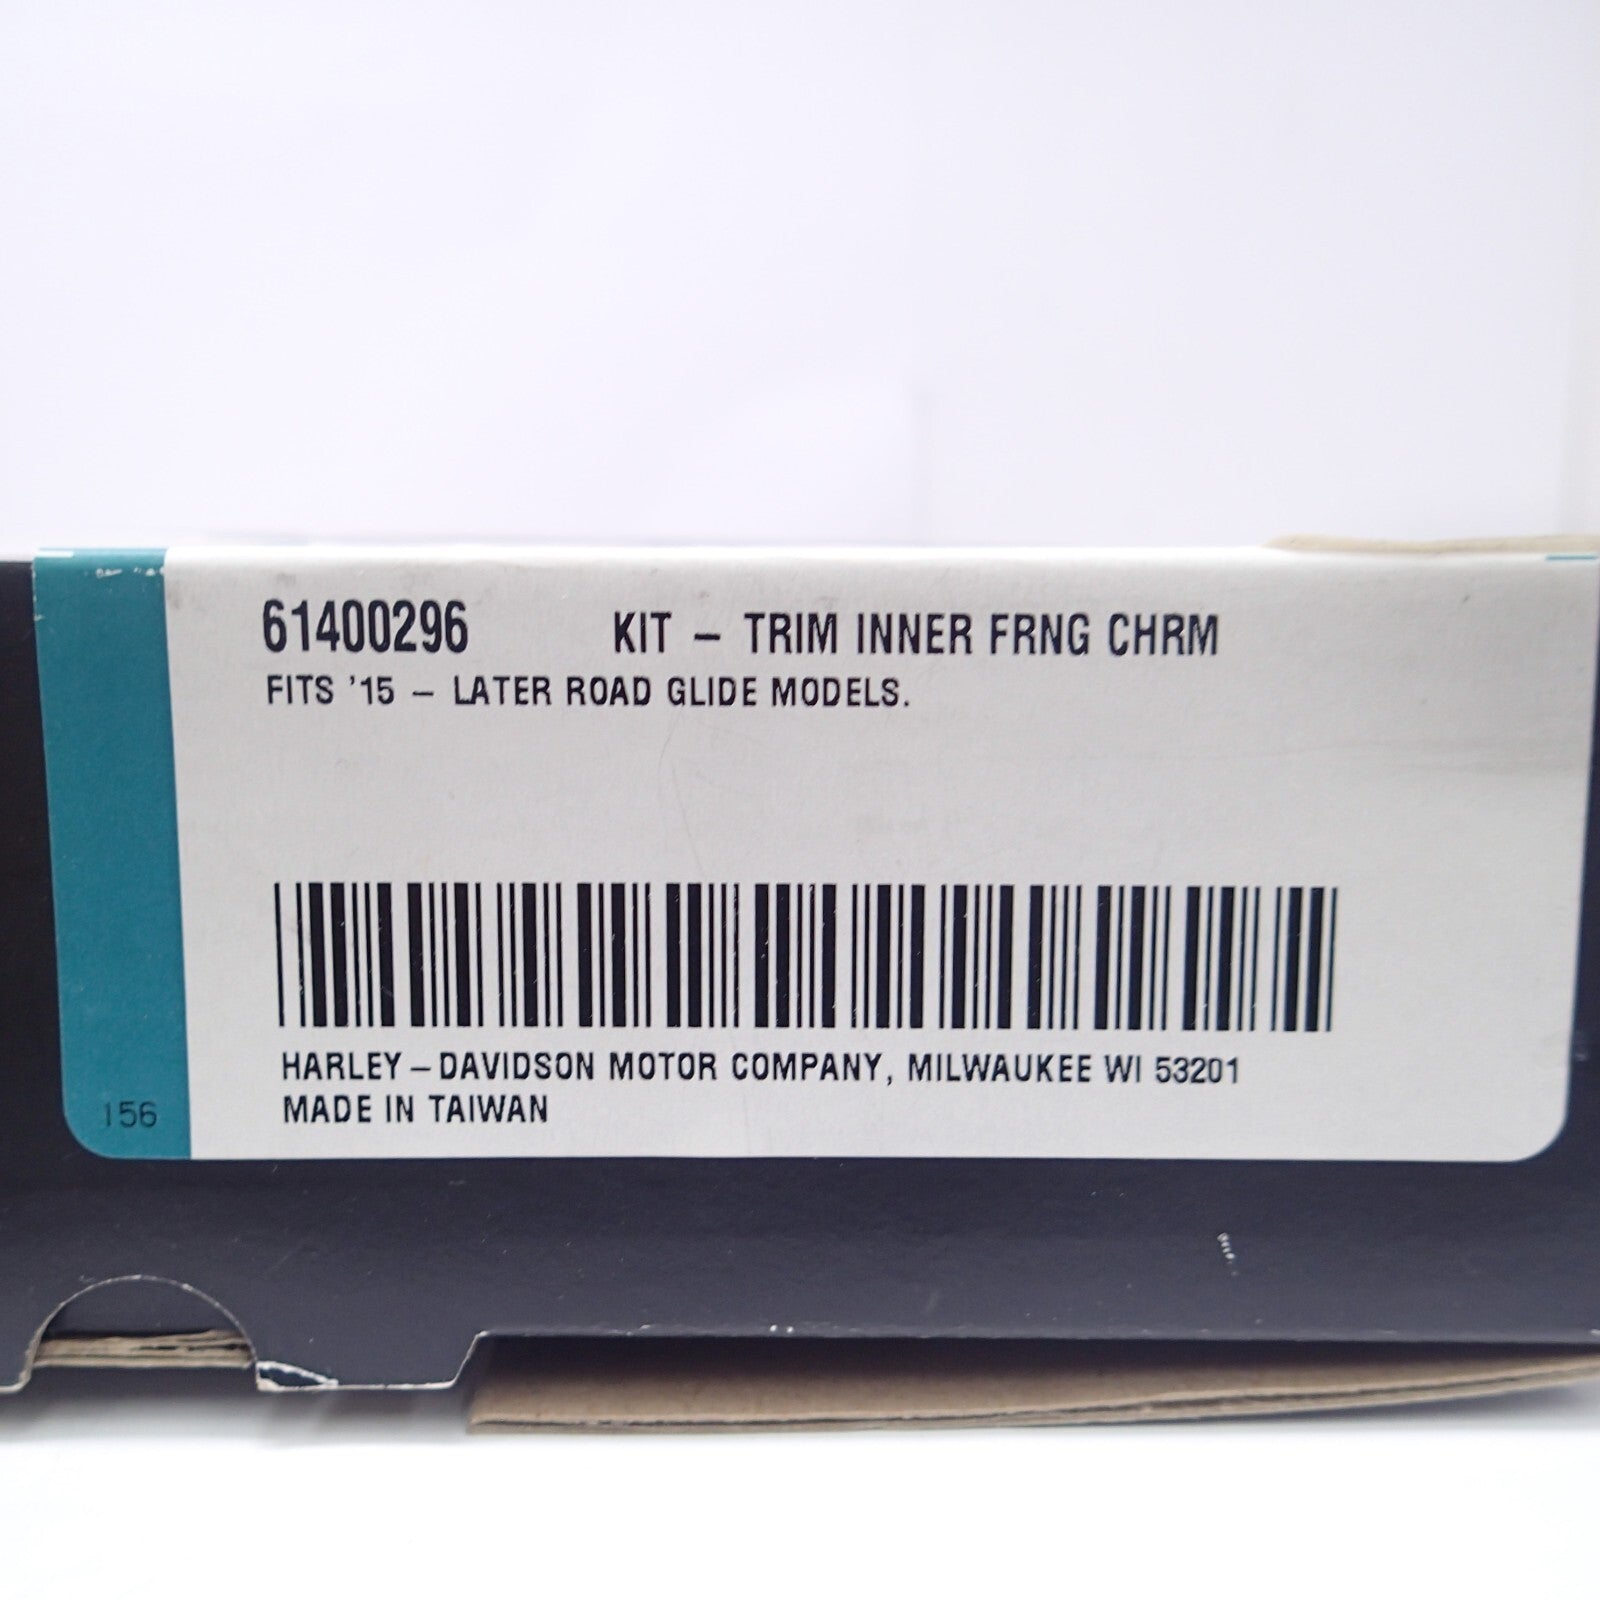 61400296 KIT – TRIM INNER FRNG CHRM
FITS '15 – LATER ROAD GLIDE MODELS.
HARLEY–DAVIDSON MOTOR COMPANY, MILWAUKEE WI 53201
MADE IN TAIWAN
156